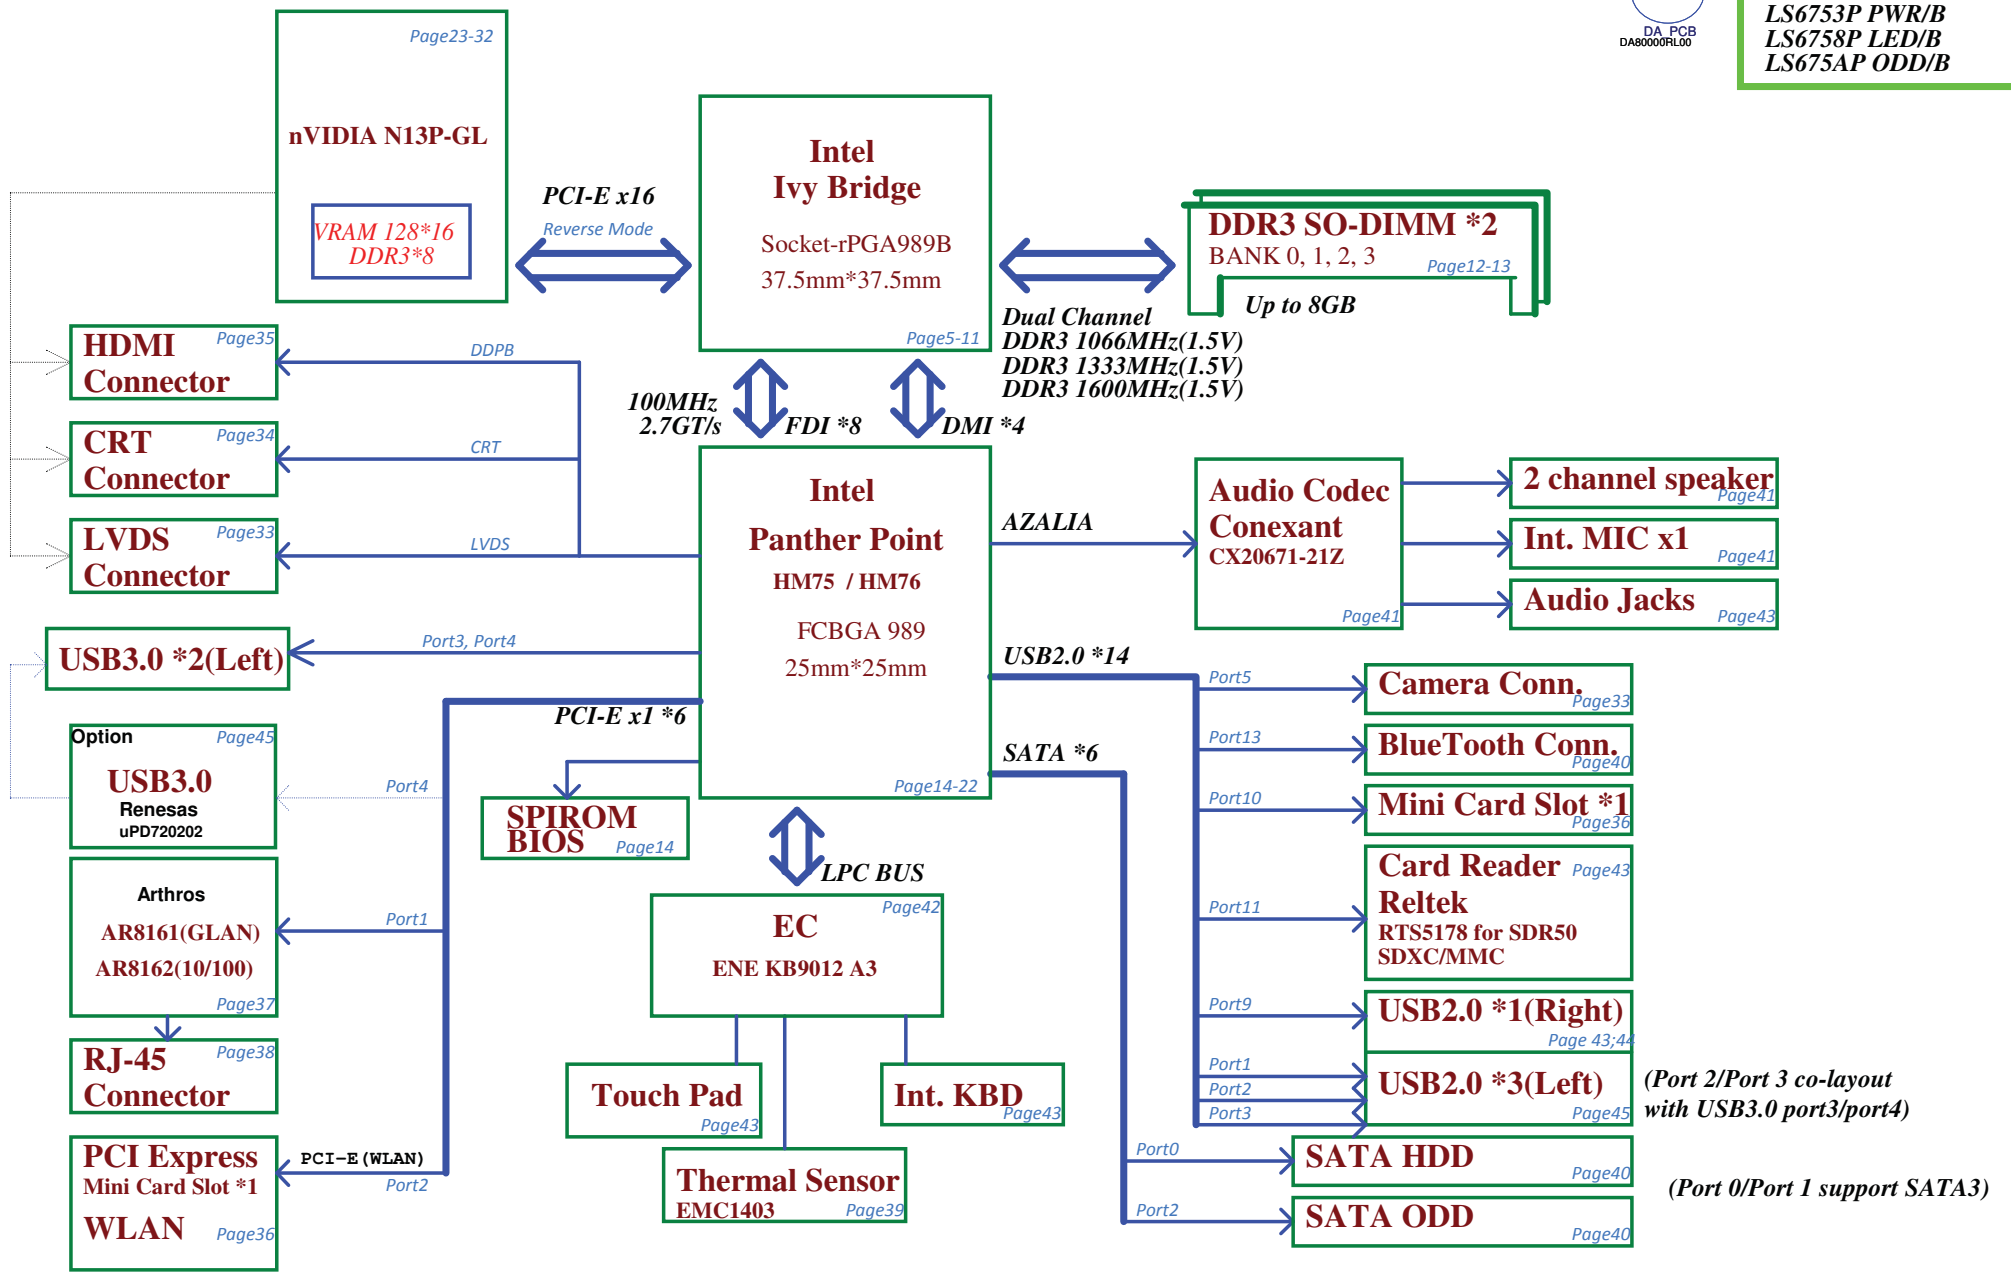 LS6753P PWR/B
LS6758P LED/B
LS675AP ODD/B
DA_PCB
DA80000RL00
Page23-32
nVIDIA N13P-GL
VRAM 128*16
DDR3*8
PCI-E x16
Reverse Mode
Intel
Ivy Bridge
Socket-rPGA989B
37.5mm*37.5mm
Page5-11
DDR3 SO-DIMM *2
BANK 0, 1, 2, 3
Page12-13
Up to 8GB
Dual Channel
DDR3 1066MHz(1.5V)
DDR3 1333MHz(1.5V)
DDR3 1600MHz(1.5V)
HDMI
Connector
Page35
DDPB
CRT
Connector
Page34
CRT
LVDS
Connector
Page33
LVDS
100MHz
2.7GT/s
FDI *8
DMI *4
Intel
Panther Point
HM75 / HM76
FCBGA 989
25mm*25mm
Page14-22
AZALIA
Audio Codec
Conexant
CX20671-21Z
Page41
2 channel speaker
Page41
Int. MIC x1
Page41
Audio Jacks
Page43
USB3.0 *2(Left)
Port3, Port4
PCI-E x1 *6
Option
Page45
USB3.0
Renesas
uPD720202
Port4
SPIROM
BIOS
Page14
Arthros
AR8161(GLAN)
AR8162(10/100)
Page37
Port1
RJ-45
Connector
Page38
PCI Express
Mini Card Slot *1
WLAN
Page36
PCI-E(WLAN)
Port2
LPC BUS
Page42
EC
ENE KB9012 A3
Touch Pad
Page43
Int. KBD
Page43
Thermal Sensor
EMC1403
Page39
USB2.0 *14
SATA *6
Port5
Camera Conn.
Page33
Port13
BlueTooth Conn.
Page40
Port10
Mini Card Slot *1
Page36
Port11
Card Reader
Page43
Reltek
RTS5178 for SDR50
SDXC/MMC
Port9
USB2.0 *1(Right)
Page 43;44
Port1
Port2
Port3
USB2.0 *3(Left)
Page45
(Port 2/Port 3 co-layout
with USB3.0 port3/port4)
Port0
SATA HDD
Page40
(Port 0/Port 1 support SATA3)
Port2
SATA ODD
Page40